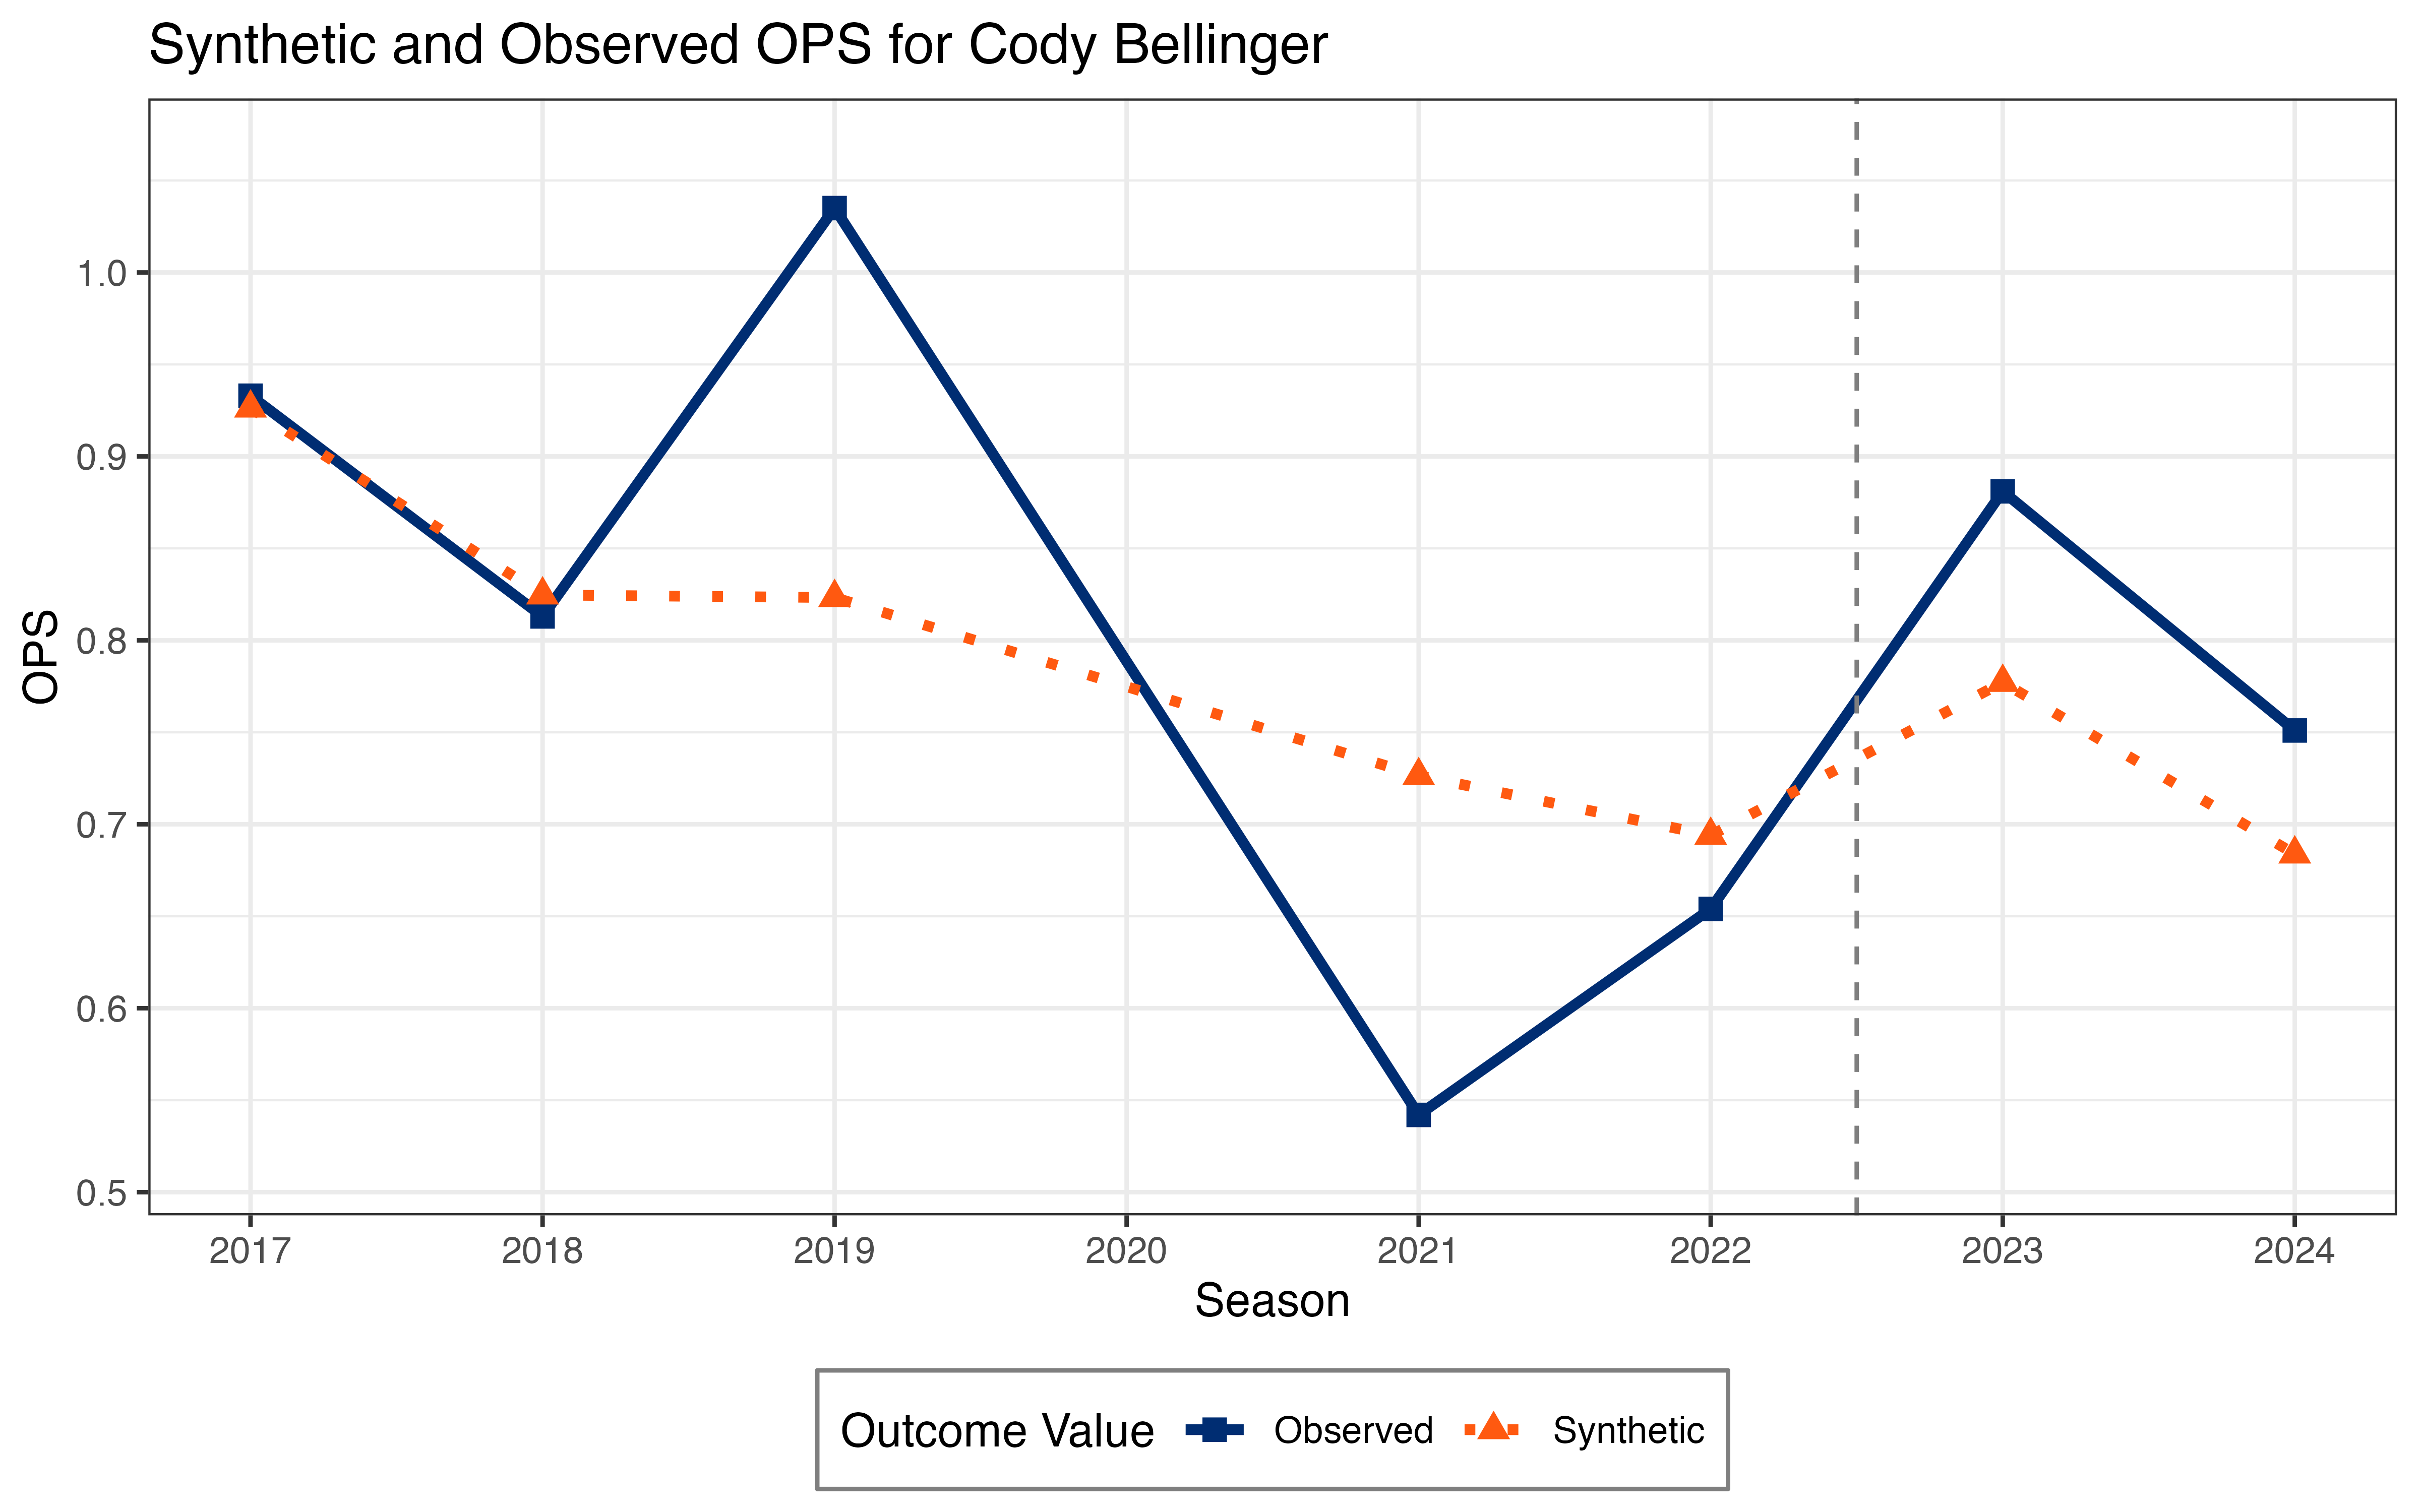 Synthetic and Observed OPS for Cody Bellinger
OPS
1.0
0.9
0.8
0.7
0.6
0.5
2017 2018 2019 2020 2021 2022 2023 2024
Season
Outcome Value Observed Synthetic